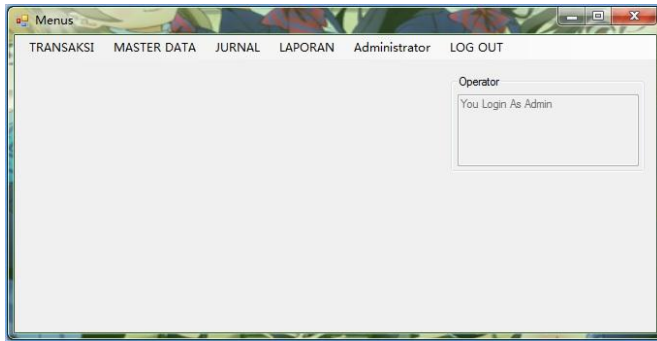 Menus
TRANSAKSI MASTER DATA JURNAL LAPORAN Administrator LOG OUT
Operator
You Login As Admin